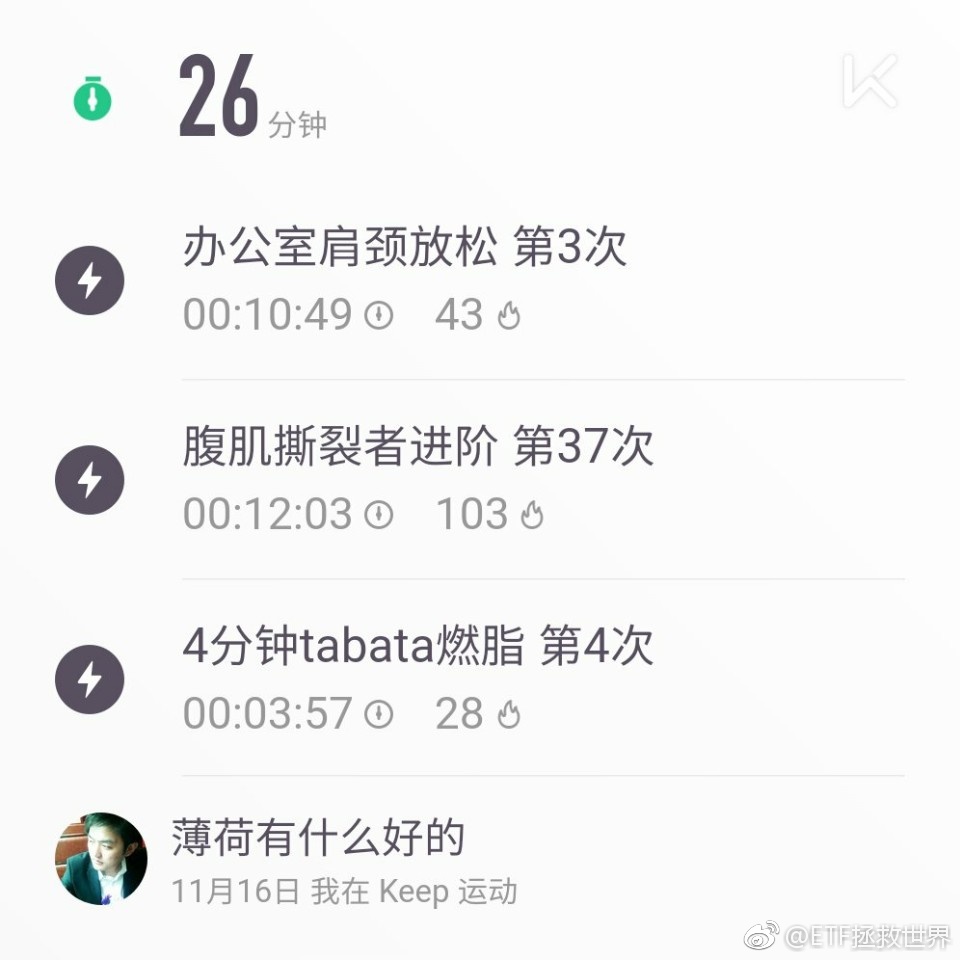 26分钟
办公室肩颈放松 第3次
00:10:49 43
腹肌撕裂者进阶 第37次
00:12:03 103
4分钟tabata燃脂 第4次
00:03:57 28
薄荷有什么好的
11月16日 我在 Keep 运动
@ETF拯救世界